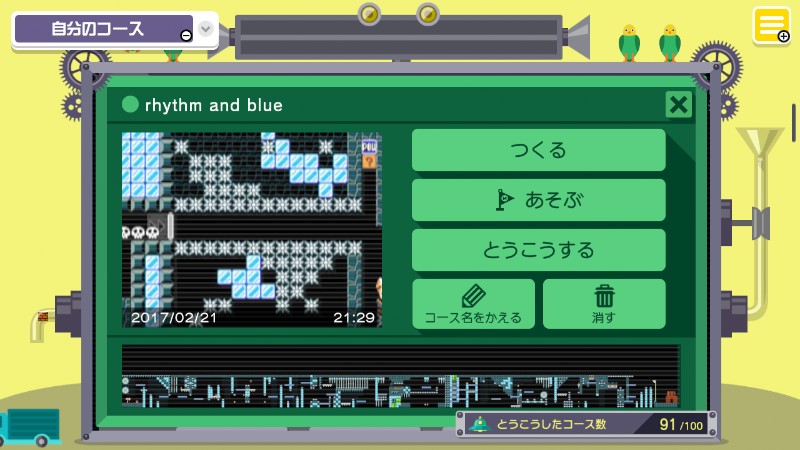 自分のコース
rhythm and blue
つくる
あそぶ
とうこうする
コース名をかえる
消す
POW
?
2017/02/21
21:29
とうこうしたコース数
91/100